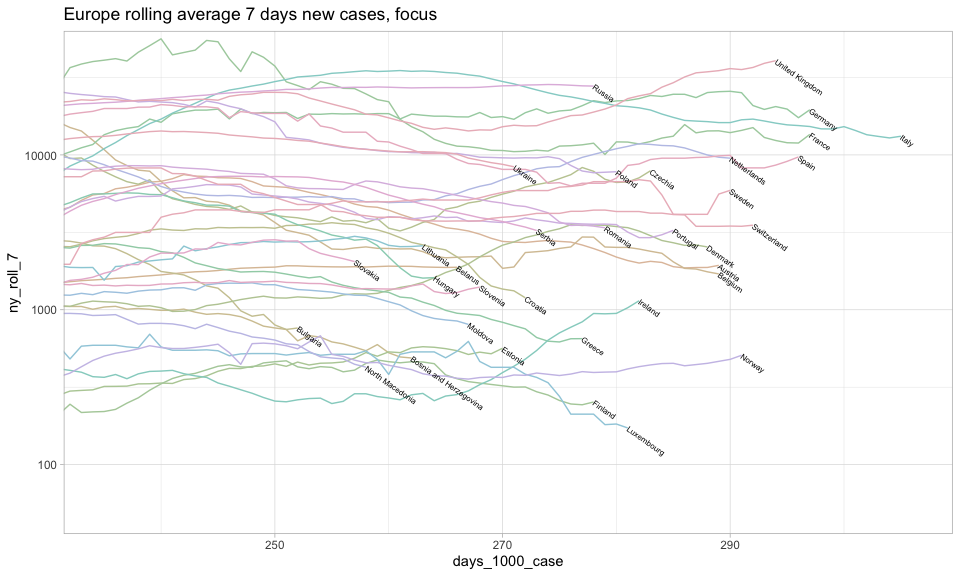 Europe rolling average 7 days new cases, focus
ny_roll_7
10000
1000
100
United Kingdom
Russia
Germany
Italy
France
Spain
Netherlands
Ukraine
Poland
Czechia
Sweden
Switzerland
Serbia
Romania
Portugal
Denmark
Austria
Belgium
Lithuania
Slovakia
Belarus
Hungary
Slovenia
Croatia
Ireland
Moldova
Bulgaria
Greece
Estonia
Norway
Bosnia and Herzegovina
North Macedonia
Finland
Luxembourg
250
270
290
days_1000_case